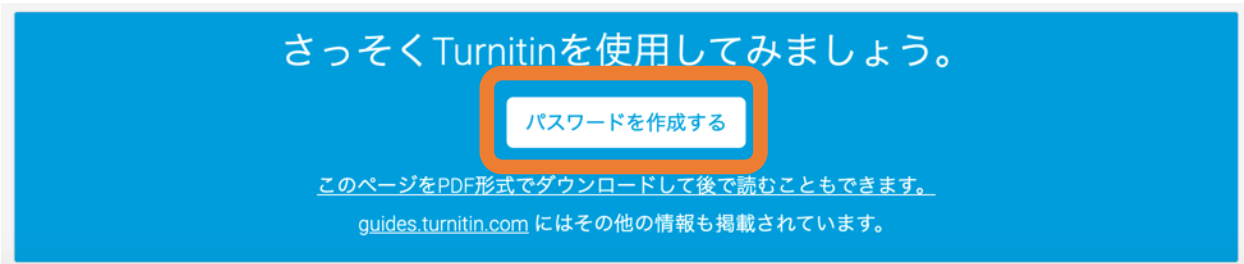 さっそくTurnitinを使用してみましょう。
パスワードを作成する
このページをPDF形式でダウンロードして後で読むこともできます。
guides.turnitin.com にはその他の情報も掲載されています。